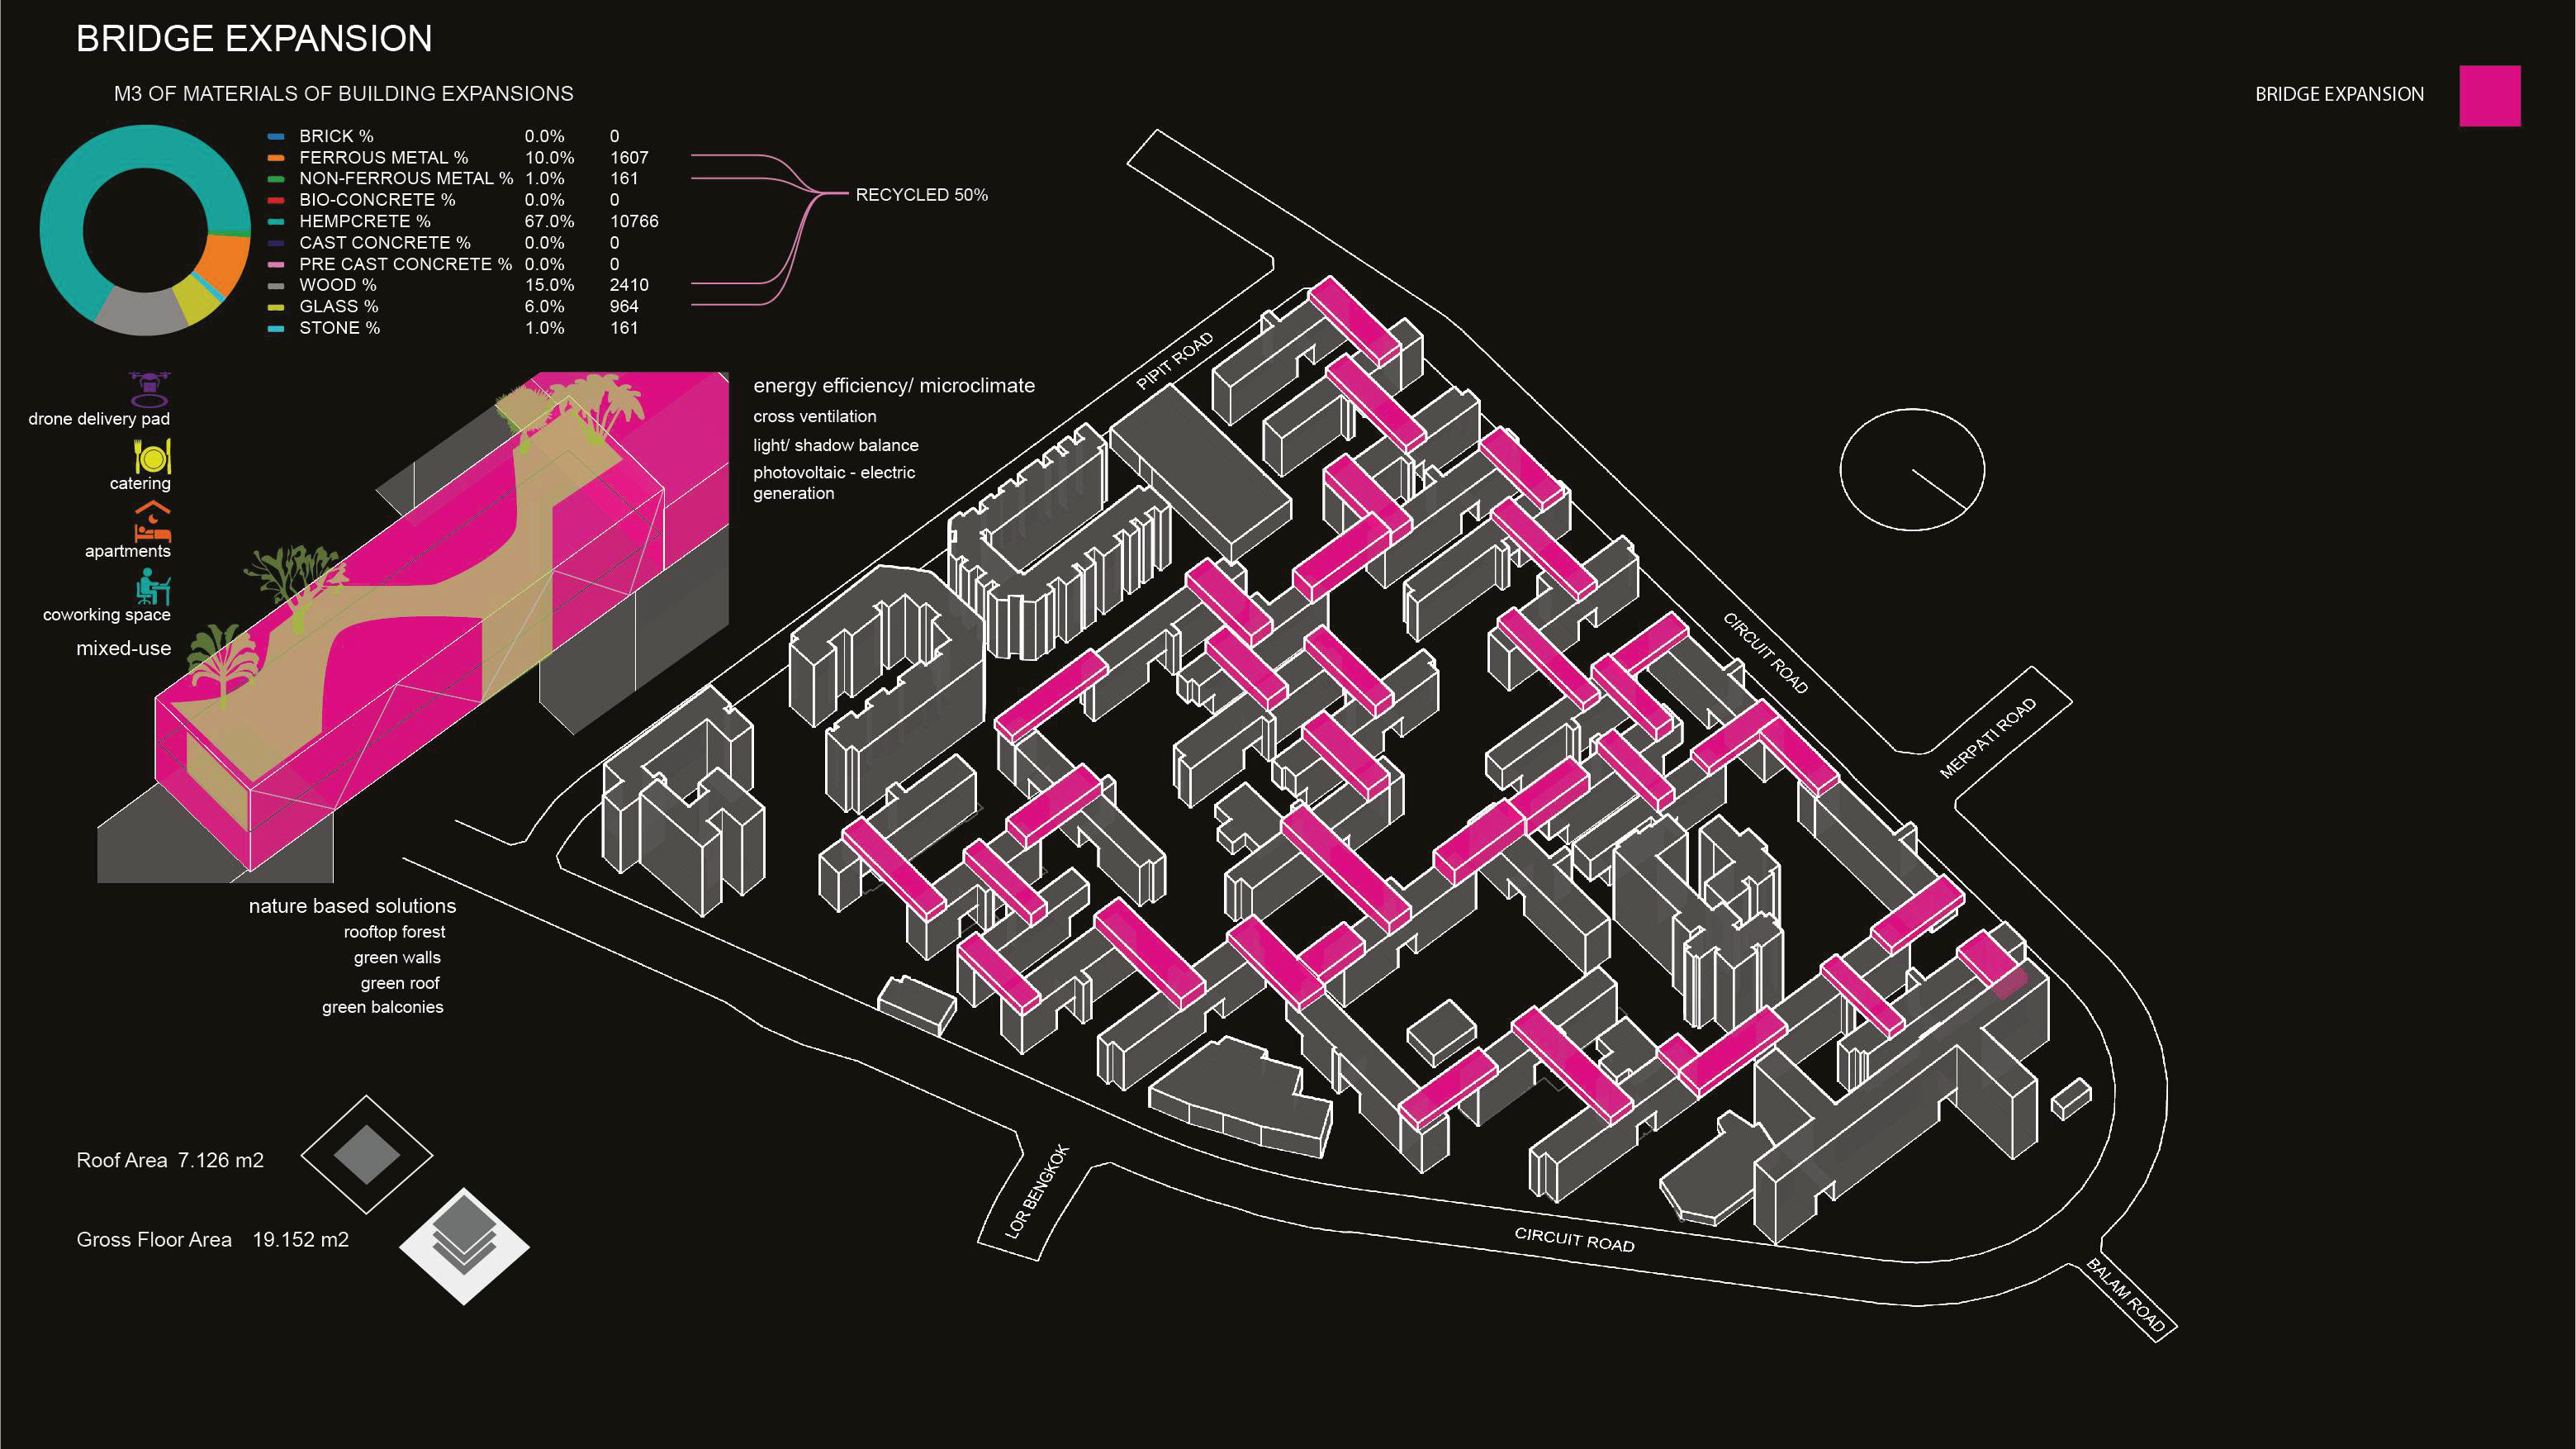 BRIDGE EXPANSION
BRIDGE EXPANSION
M3 OF MATERIALS OF BUILDING EXPANSIONS
BRICK % 0.0% 0
FERROUS METAL % 10.0% 1607
NON-FERROUS METAL % 1.0% 161
BIO-CONCRETE % 0.0% 0
HEMPCRETE % 67.0% 10766
CAST CONCRETE % 0.0% 0
PRE CAST CONCRETE % 0.0% 0
WOOD % 15.0% 2410
GLASS % 6.0% 964
STONE % 1.0% 161
RECYCLED 50%
drone delivery pad
catering
apartments
coworking space
mixed-use
energy efficiency/ microclimate
cross ventilation
light/ shadow balance
photovoltaic - electric
generation
nature based solutions
rooftop forest
green walls
green roof
green balconies
Roof Area 7.126 m2
Gross Floor Area 19.152 m2
PIPIT ROAD
CIRCUIT ROAD
MERPATI ROAD
LOR BENGKOK
CIRCUIT ROAD
BALAM ROAD